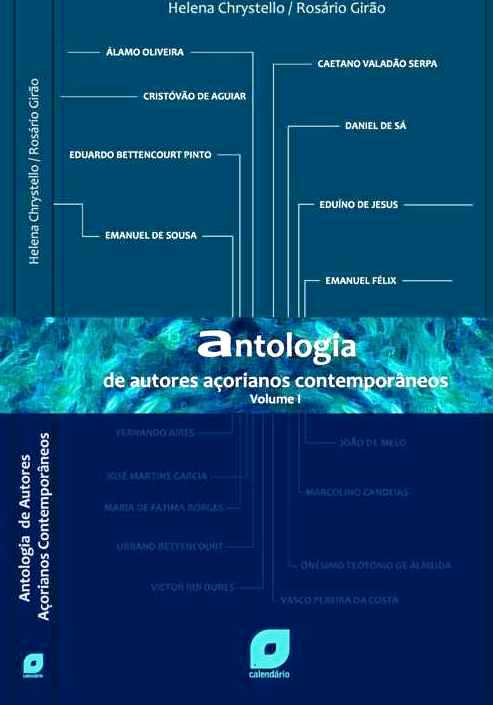 Helena Chrystello / Rosário Girão
ÁLAMO OLIVEIRA
CAETANO VALADÃO SERPA
CRISTÓVÃO DE AGUIAR
DANIEL DE SÁ
EDUARDO BETTENCOURT PINTO
EDUÍNO DE JESUS
EMANUEL DE SOUSA
EMANUEL FÉLIX
antologia
de autores açorianos contemporâneos
Volume I
FERNANDO AIRES
JOÃO DE MELO
JOSÉ MARTINS GARCIA
MARCOLINO CANDEIAS
MARIA DE FÁTIMA BORGES
URBANO BETTENCOURT
ONÉSIMO TEOTÓNIO DE ALMEIDA
VICTOR RUI DORES
VASCO PEREIRA DA COSTA
calendário
Helena Chrystello / Rosário Girão
Antologia de Autores
Açorianos Contemporâneos
calendário